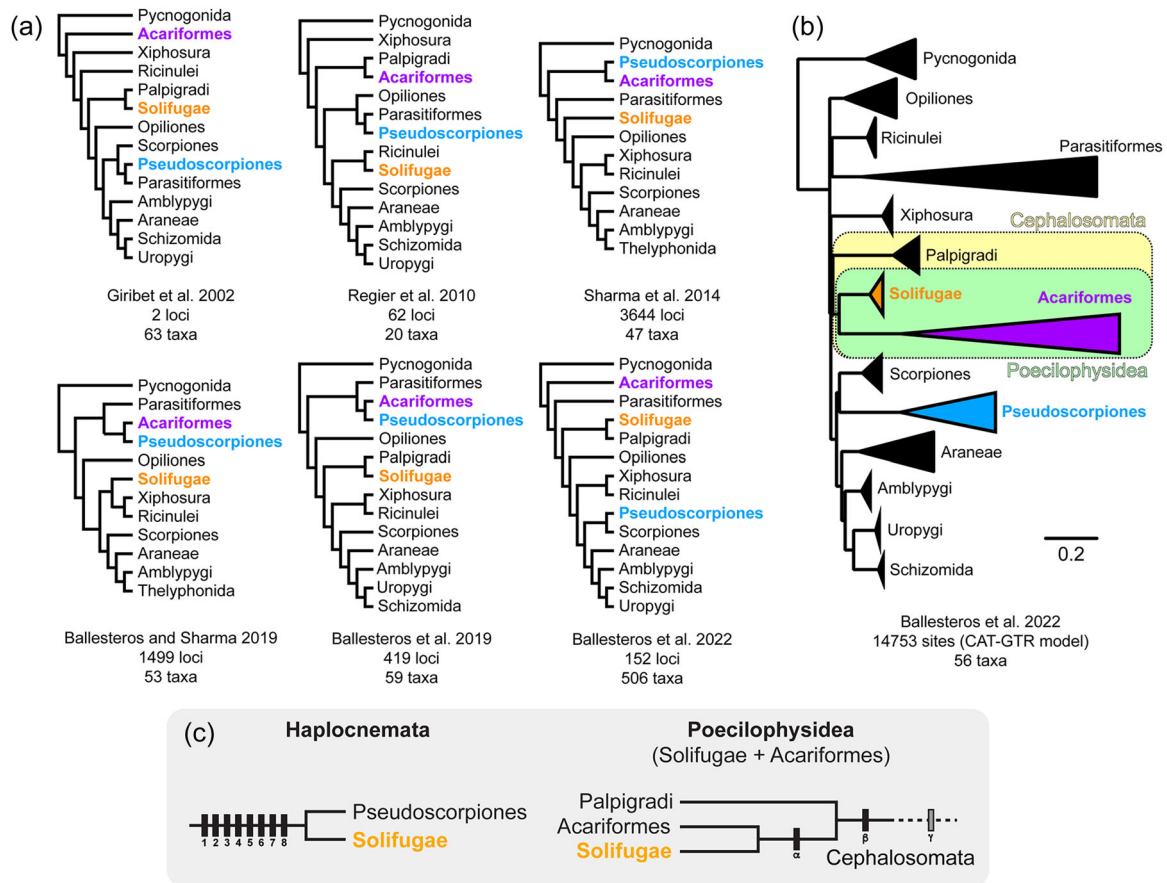 (a)
Pycnogonida
Acariformes
Xiphosura
Ricinulei
Palpigradi
Solifugae
Opiliones
Scorpiones
Pseudoscorpiones
Parasitiformes
Amblypygi
Araneae
Schizomida
Uropygi
Giribet et al. 2002
2 loci
63 taxa
Pycnogonida
Xiphosura
Palpigradi
Acariformes
Opiliones
Parasitiformes
Pseudoscorpiones
Ricinulei
Solifugae
Scorpiones
Araneae
Amblypygi
Schizomida
Uropygi
Regier et al. 2010
62 loci
20 taxa
Pycnogonida
Pseudoscorpiones
Acariformes
Parasitiformes
Solifugae
Opiliones
Xiphosura
Ricinulei
Scorpiones
Araneae
Amblypygi
Thelyphonida
Sharma et al. 2014
3644 loci
47 taxa
Pycnogonida
Parasitiformes
Acariformes
Pseudoscorpiones
Opiliones
Solifugae
Xiphosura
Ricinulei
Scorpiones
Araneae
Amblypygi
Thelyphonida
Ballesteros and Sharma 2019
1499 loci
53 taxa
Pycnogonida
Parasitiformes
Acariformes
Pseudoscorpiones
Opiliones
Palpigradi
Solifugae
Xiphosura
Ricinulei
Scorpiones
Araneae
Amblypygi
Uropygi
Schizomida
Ballesteros et al. 2019
419 loci
59 taxa
Pycnogonida
Acariformes
Parasitiformes
Solifugae
Palpigradi
Opiliones
Xiphosura
Ricinulei
Pseudoscorpiones
Scorpiones
Araneae
Amblypygi
Schizomida
Uropygi
Ballesteros et al. 2022
152 loci
506 taxa
(b)
Pycnogonida
Opiliones
Ricinulei
Parasitiformes
Xiphosura
Cephalosomata
Palpigradi
Solifugae
Acariformes
Poecilophysidea
Scorpiones
Pseudoscorpiones
Araneae
Amblypygi
Uropygi
Schizomida
0.2
Ballesteros et al. 2022
14753 sites (CAT-GTR model)
56 taxa
(c)
Haplocnemata
Pseudoscorpiones
Solifugae
1 2 3 4 5 6 7 8
Poecilophysidea
(Solifugae + Acariformes)
Palpigradi
Acariformes
Solifugae
α
β
γ
Cephalosomata